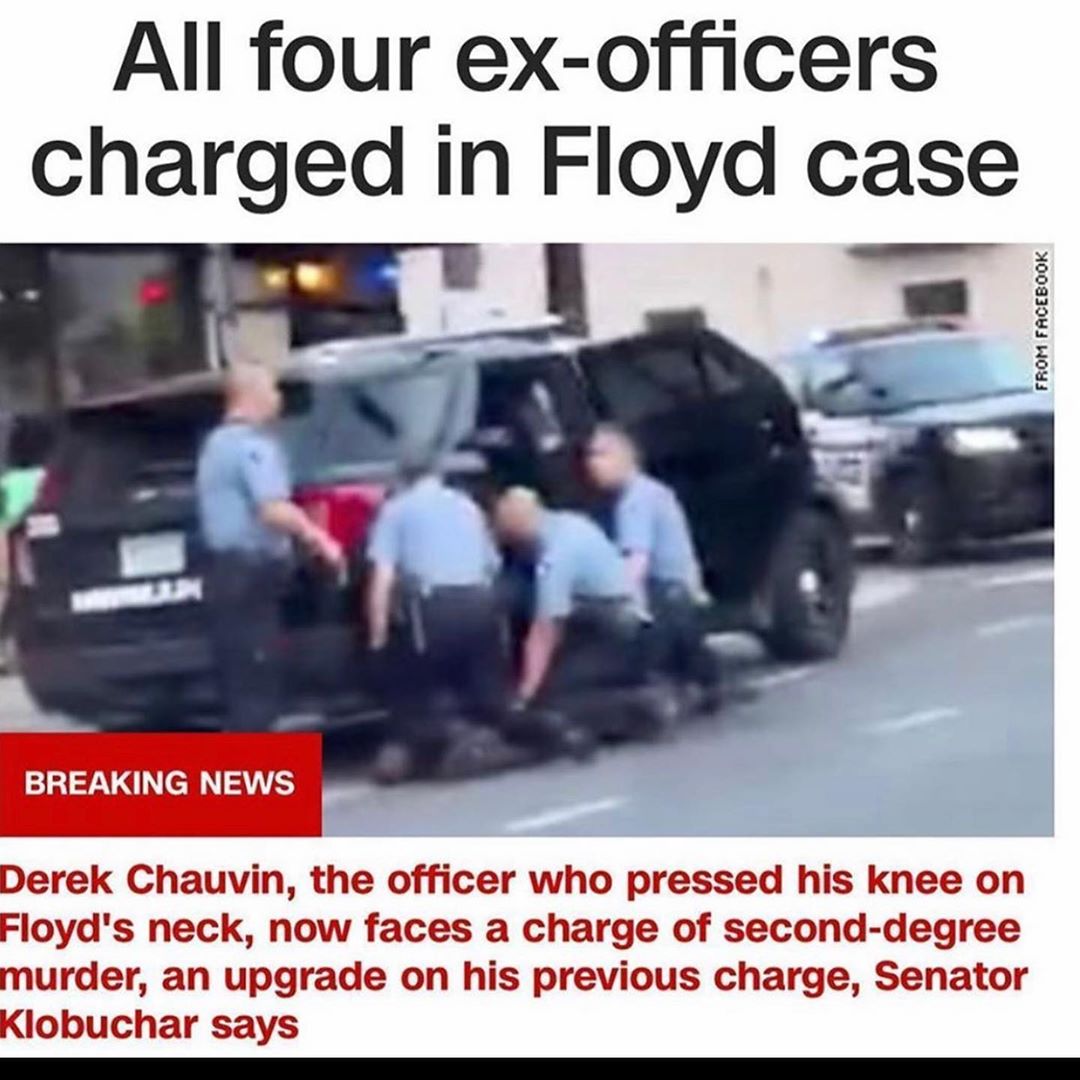 All four ex-officers
charged in Floyd case
FROM FACEBOOK
BREAKING NEWS
Derek Chauvin, the officer who pressed his knee on
Floyd's neck, now faces a charge of second-degree
murder, an upgrade on his previous charge, Senator
Klobuchar says